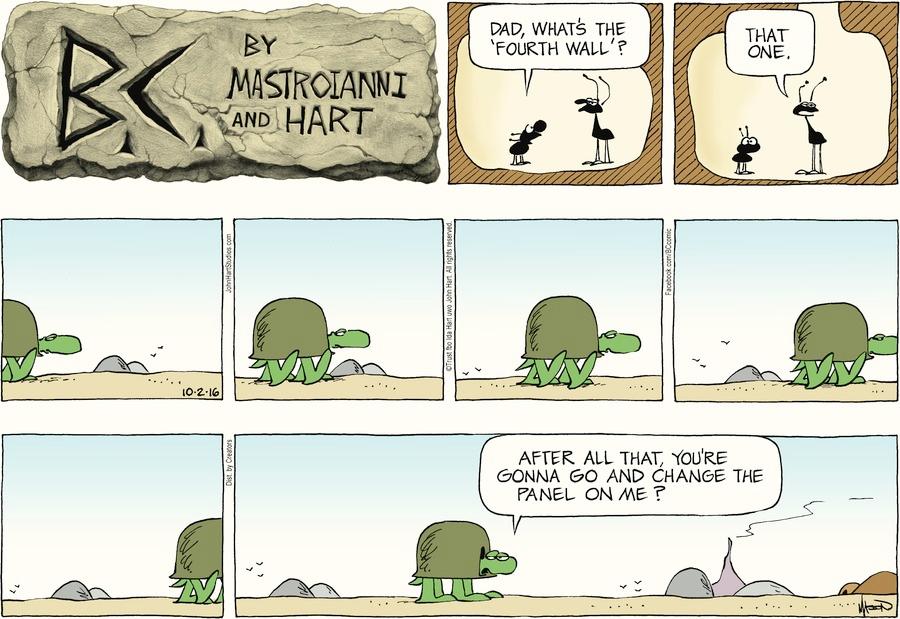 B.C.
BY
MASTROIANNI
AND HART
DAD, WHAT'S THE
'FOURTH WALL'?
THAT
ONE.
10·2·16
JohnHartStudios.com
©Trust fbo Ida Hart uvo John Hart. All rights reserved.
Facebook.com/BCcomic
Dist. by Creators
AFTER ALL THAT, YOU'RE
GONNA GO AND CHANGE THE
PANEL ON ME?